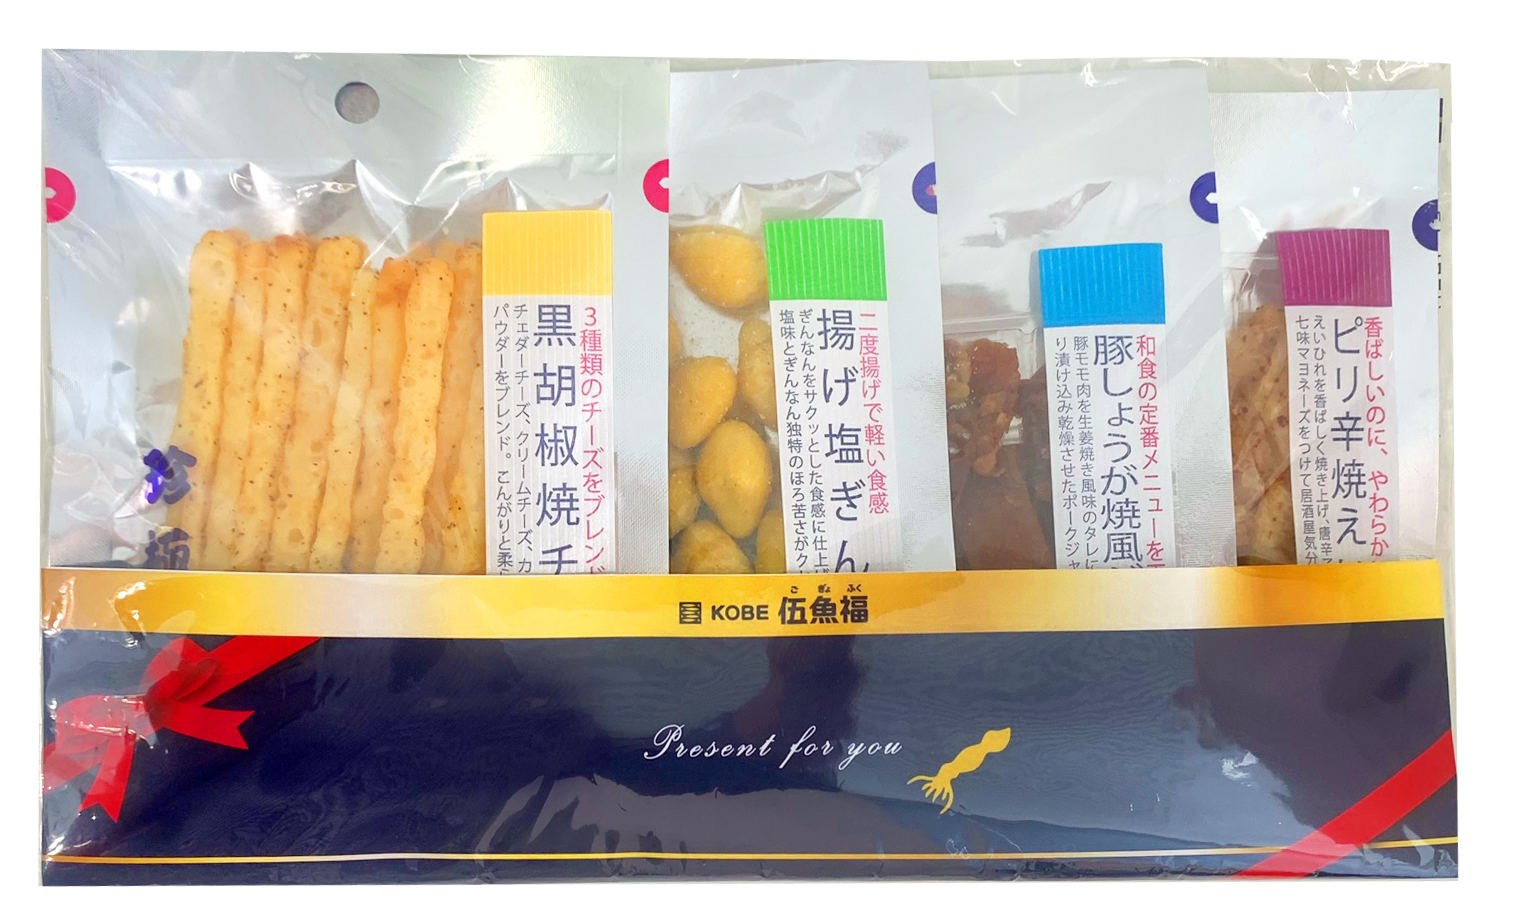 珍
極
3種類のチーズをブレンド
黒胡椒焼チ
チェダーチーズ、クリームチーズ、カ
パウダーをブレンド。こんがりと柔ら
二度揚げで軽い食感
揚げ塩ぎん
ぎんなんをサクッとした食感に仕上
塩味とぎんなん独特のほろ苦さがク
和食の定番メニューを
豚しょうが焼風
豚モモ肉を生姜焼き風味のタレに
り漬け込み乾燥させたポークジャ
香ばしいのに、やわらか
ピリ辛焼え
えいひれを香ばしく焼き上げ、唐辛
七味マヨネーズをつけて居酒屋気分
ご ぎょ ふく
KOBE 伍魚福
Present for you